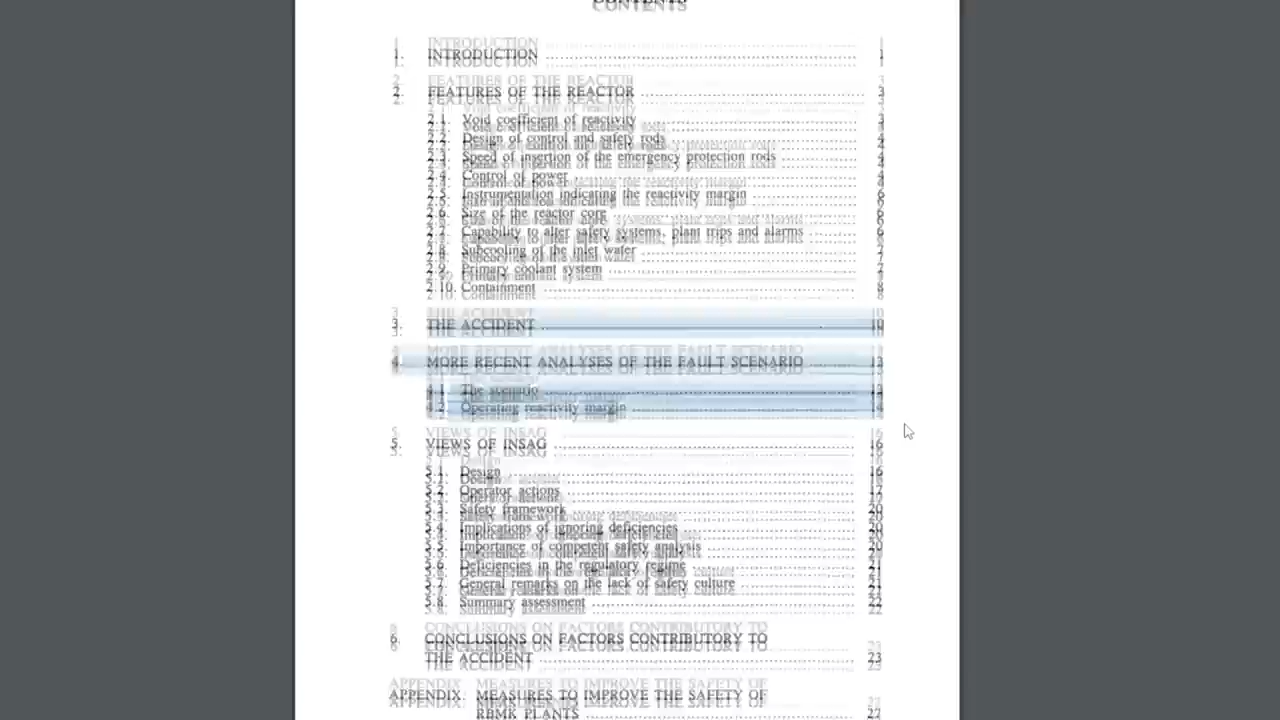 CONTENTS
1. INTRODUCTION 1
2. FEATURES OF THE REACTOR 3
2.1. Void coefficient of reactivity 3
2.2. Design of control and safety rods 4
2.3. Speed of insertion of the emergency protection rods 4
2.4. Control of power 4
2.5. Instrumentation indicating the reactivity margin 6
2.6. Size of the reactor core 6
2.7. Capability to alter safety systems, plant trips and alarms 6
2.8. Subcooling of the inlet water 7
2.9. Primary coolant system 7
2.10. Containment 8
3. THE ACCIDENT 10
4. MORE RECENT ANALYSES OF THE FAULT SCENARIO 13
4.1. The scenario 13
4.2. Operating reactivity margin 14
5. VIEWS OF INSAG 16
5.1. Design 16
5.2. Operator actions 17
5.3. Safety framework 20
5.4. Implications of ignoring deficiencies 20
5.5. Importance of competent safety analysis 20
5.6. Deficiencies in the regulatory regime 21
5.7. General remarks on the lack of safety culture 21
5.8. Summary assessment 22
6. CONCLUSIONS ON FACTORS CONTRIBUTORY TO
THE ACCIDENT 23
APPENDIX. MEASURES TO IMPROVE THE SAFETY OF
RBMK PLANTS 27